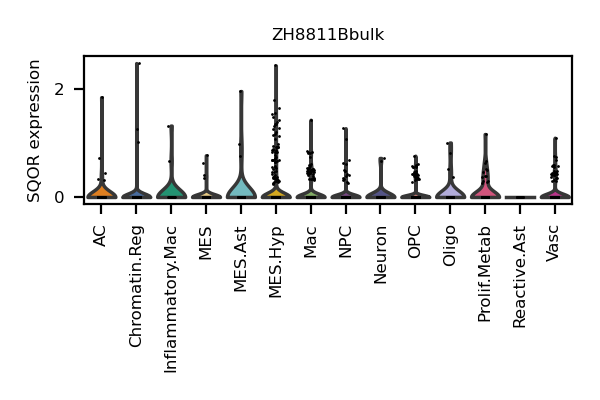 ZH8811Bbulk
SQOR expression
2
0
AC
Chromatin.Reg
Inflammatory.Mac
MES
MES.Ast
MES.Hyp
Mac
NPC
Neuron
OPC
Oligo
Prolif.Metab
Reactive.Ast
Vasc